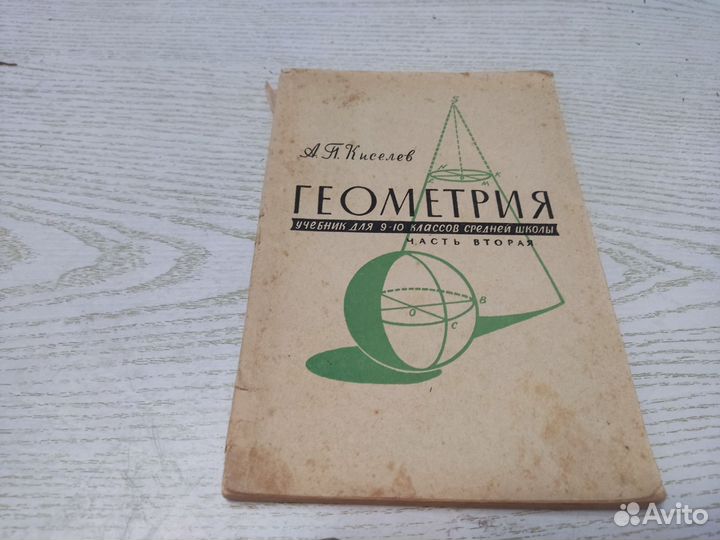 А. П. Киселев
ГЕОМЕТРИЯ
УЧЕБНИК ДЛЯ 9-10 КЛАССОВ СРЕДНЕЙ ШКОЛЫ
ЧАСТЬ ВТОРАЯ
S
N
K
L
M
B
O
C
Avito